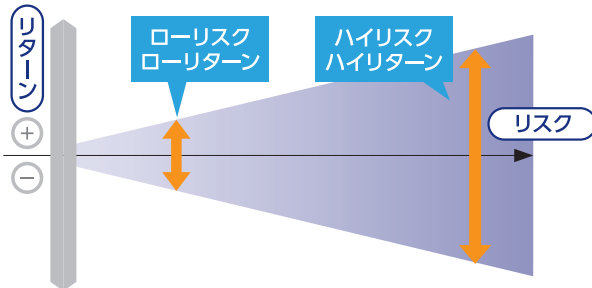 リターン
ローリスク
ローリターン
ハイリスク
ハイリターン
+
リスク
−